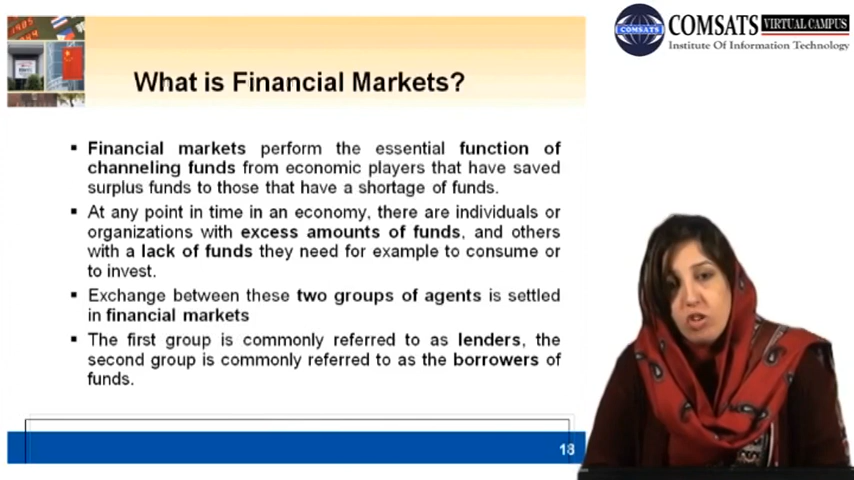 COMSATS VIRTUAL CAMPUS
Institute Of Information Technology
COMSATS
What is Financial Markets?
Financial markets perform the essential function of
channeling funds from economic players that have saved
surplus funds to those that have a shortage of funds.
At any point in time in an economy, there are individuals or
organizations with excess amounts of funds, and others
with a lack of funds they need for example to consume or
to invest.
Exchange between these two groups of agents is settled
in financial markets
The first group is commonly referred to as lenders, the
second group is commonly referred to as the borrowers of
funds.
18